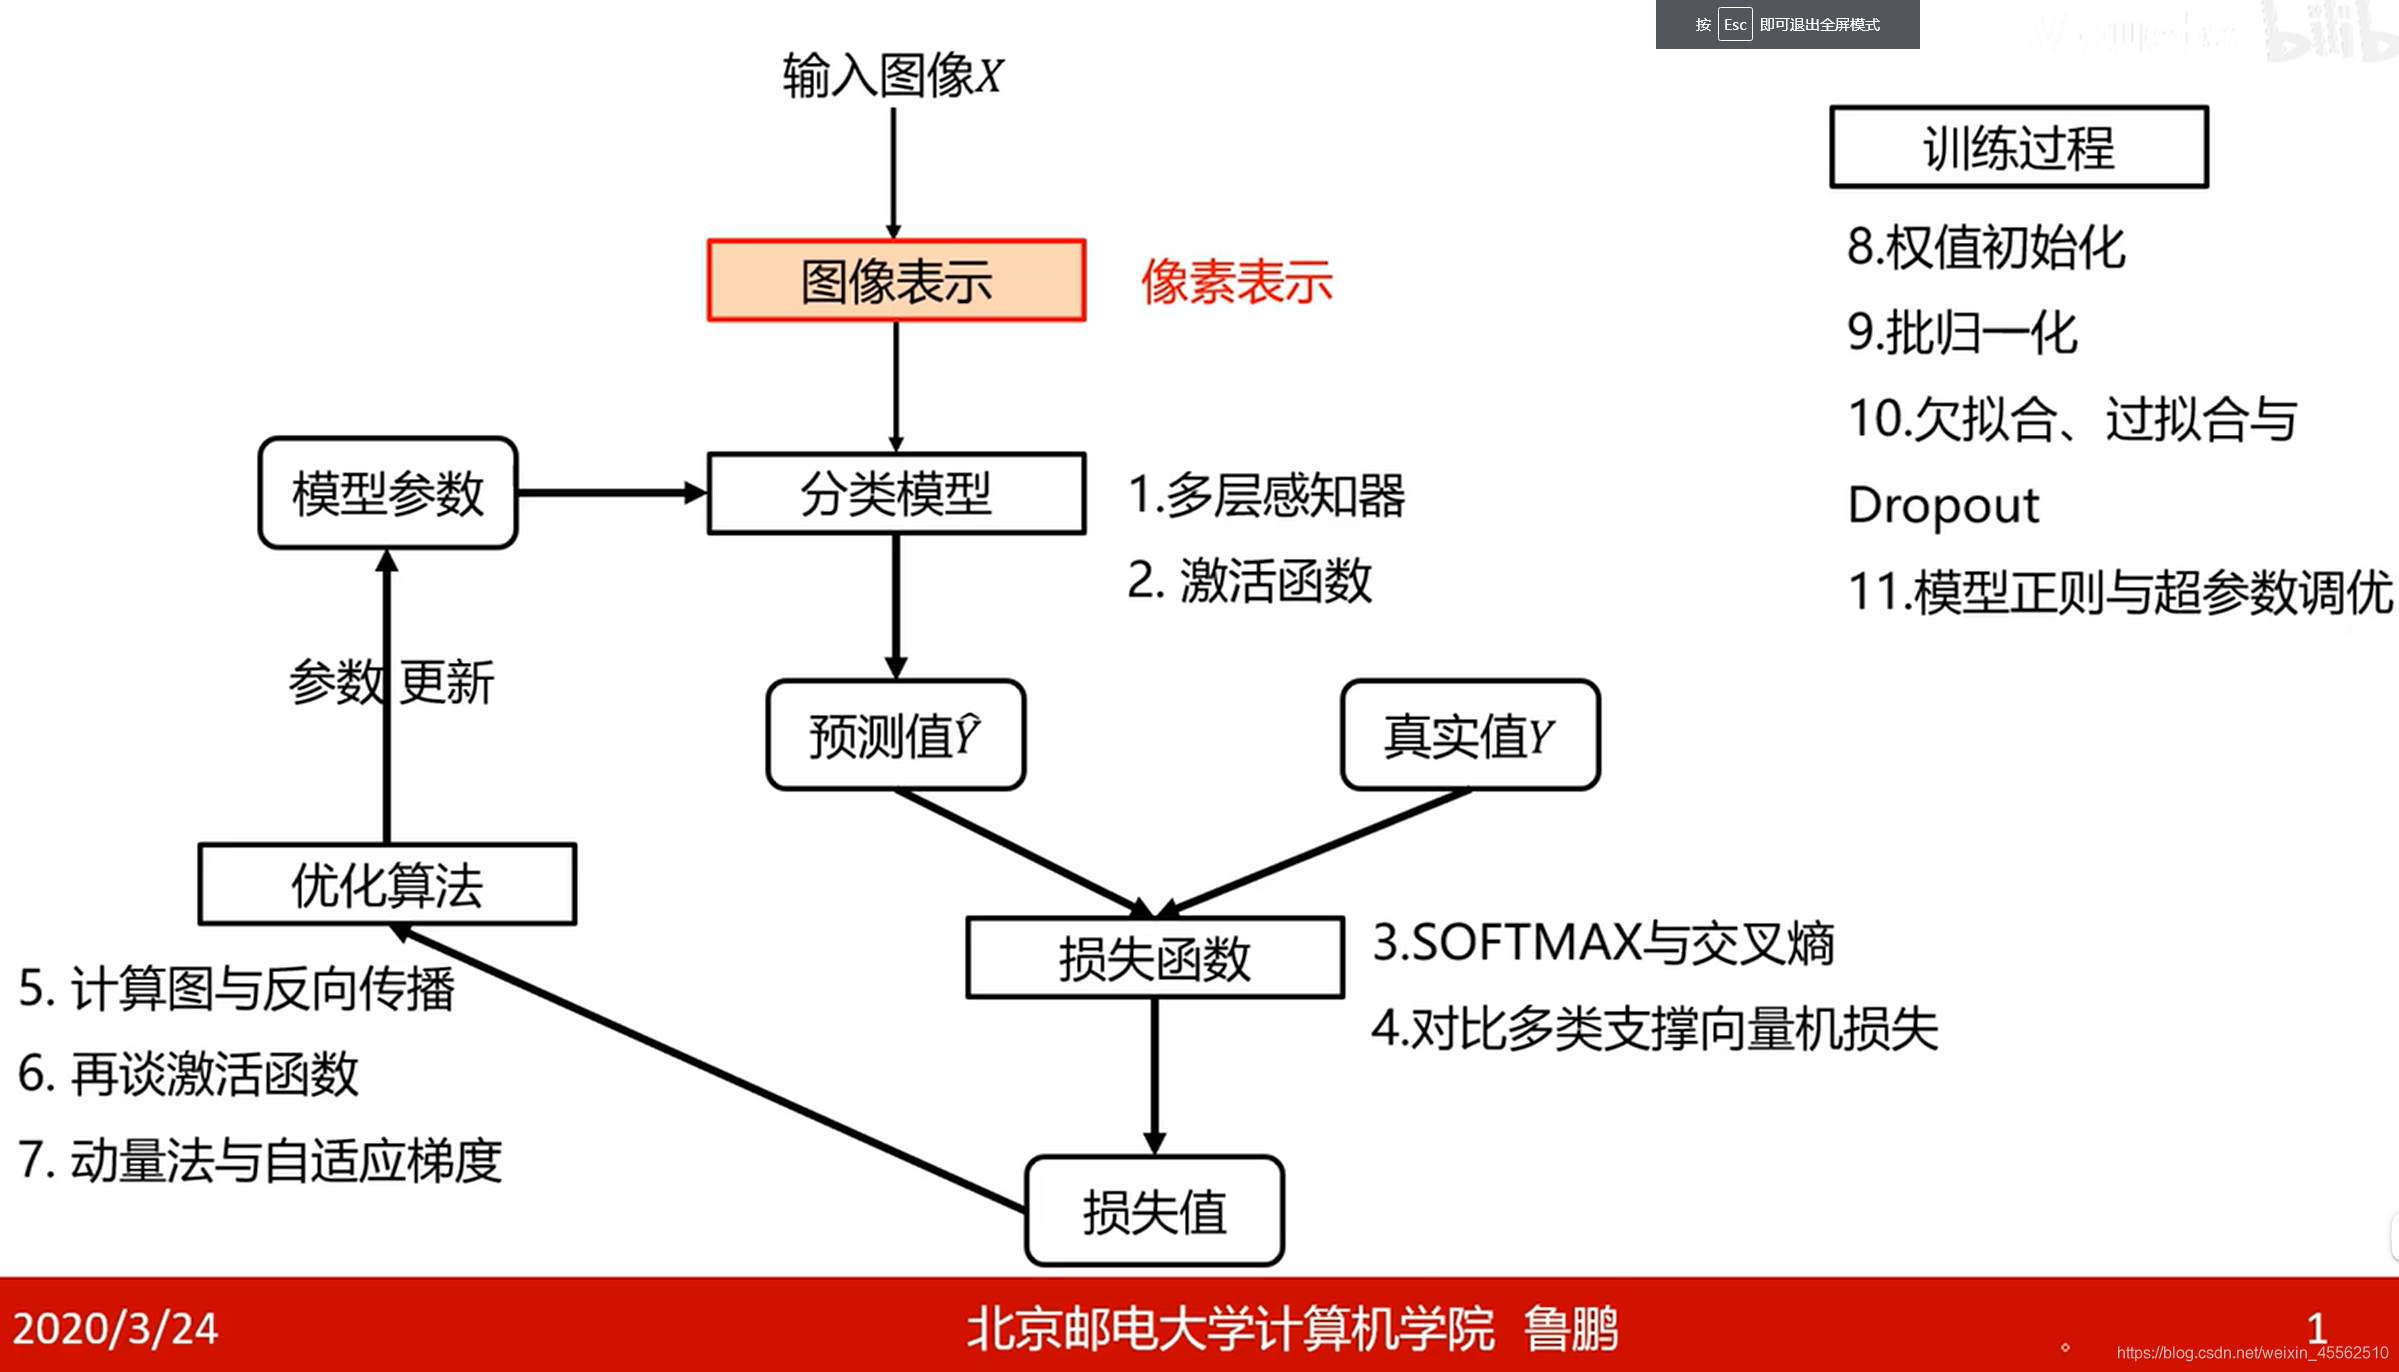 按 Esc 即可退出全屏模式
输入图像X
训练过程
图像表示
像素表示
8.权值初始化
9.批归一化
10.欠拟合、过拟合与
Dropout
11.模型正则与超参数调优
模型参数
分类模型
1.多层感知器
2. 激活函数
参数 更新
预测值Ŷ
真实值Y
优化算法
损失函数
3.SOFTMAX与交叉熵
4.对比多类支撑向量机损失
5. 计算图与反向传播
6. 再谈激活函数
7. 动量法与自适应梯度
损失值
2020/3/24
北京邮电大学计算机学院 鲁鹏
1
https://blog.csdn.net/weixin_45562510